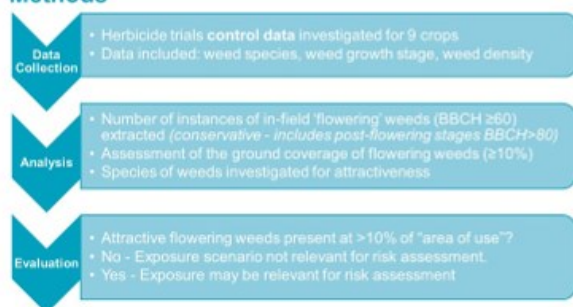 Methods
Data
Collection
• Herbicide trials control data investigated for 9 crops
• Data included: weed species, weed growth stage, weed density
Analysis
• Number of instances of in-field 'flowering' weeds (BBCH ≥60)
extracted (conservative - includes post-flowering stages BBCH>80)
• Assessment of the ground coverage of flowering weeds (≥10%)
• Species of weeds investigated for attractiveness
Evaluation
• Attractive flowering weeds present at >10% of "area of use"?
• No - Exposure scenario not relevant for risk assessment.
• Yes - Exposure may be relevant for risk assessment